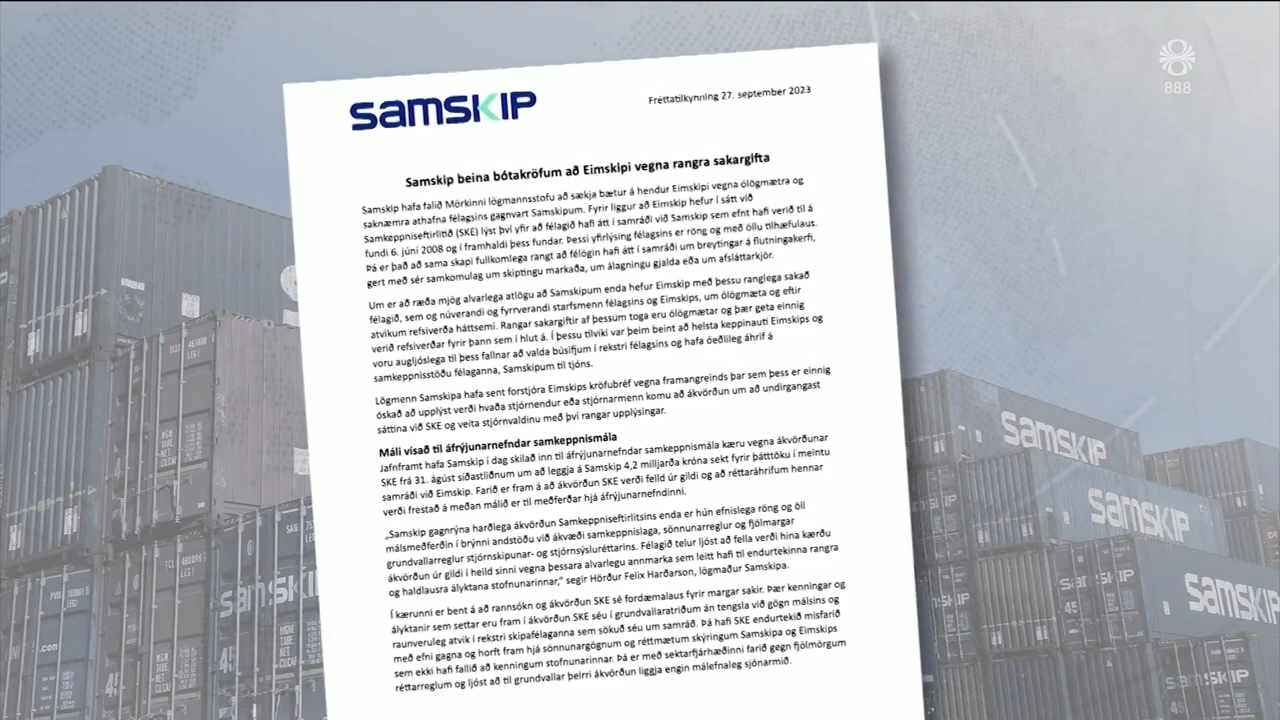 888
SAMSKIP
Fréttatilkynning 27. september 2023
Samskip beina bótakröfum að Eimskipi vegna rangra sakargifta
Samskip hafa falið Mörkinni lögmannsstofu að sækja bætur á hendur Eimskipi vegna ólögmætra og
saknæmra athafna félagsins gagnvart Samskipum. Fyrir liggur að Eimskip hefur í sátt við
Samkeppniseftirlitið (SKE) lýst því yfir að félagið hafi átt í samráði við Samskip sem efnt hafi verið til á
fundi 6. júní 2008 og í framhaldi þess fundar. Þessi yfirlýsing félagsins er röng og með öllu tilhæfulaus.
Þá er það að sama skapi fullkomlega rangt að félögin hafi átt í samráði um breytingar á flutningakerfi,
gert með sér samkomulag um skiptingu markaða, um álagningu gjalda eða um afsláttarkjör.
Um er að ræða mjög alvarlega atlögu að Samskipum enda hefur Eimskip með þessu ranglega sakað
félagið, sem og núverandi og fyrrverandi starfsmenn félagsins og Eimskips, um ólögmæta og eftir
atvikum refsiverða háttsemi. Rangar sakargiftir af þessum toga eru ólögmætar og þær geta einnig
verið refsiverðar fyrir þann sem í hlut á. Í þessu tilviki var þeim beint að helsta keppinauti Eimskips og
voru augljóslega til þess fallnar að valda búsifjum í rekstri félagsins og hafa óeðlileg áhrif á
samkeppnisstöðu félaganna, Samskipum til tjóns.
Lögmenn Samskipa hafa sent forstjóra Eimskips kröfubréf vegna framangreinds þar sem þess er einnig
óskað að upplýst verði hvaða stjórnendur eða stjórnarmenn komu að ákvörðun um að undirgangast
sáttina við SKE og veita stjórnvaldinu með því rangar upplýsingar.
Máli vísað til áfrýjunarnefndar samkeppnismála
Jafnframt hafa Samskip í dag skilað inn til áfrýjunarnefndar samkeppnismála kæru vegna ákvörðunar
SKE frá 31. ágúst síðastliðnum um að leggja á Samskip 4,2 milljarða króna sekt fyrir þátttöku í meintu
samráði við Eimskip. Farið er fram á að ákvörðun SKE verði felld úr gildi og að réttaráhrifum hennar
verði frestað á meðan málið er til meðferðar hjá áfrýjunarnefndinni.
„Samskip gagnrýna harðlega ákvörðun Samkeppniseftirlitsins enda er hún efnislega röng og öll
málsmeðferðin í brýnni andstöðu við ákvæði samkeppnislaga, sönnunarreglur og fjölmargar
grundvallarreglur stjórnskipunar- og stjórnsýsluréttarins. Félagið telur ljóst að fella verði hina kærðu
ákvörðun úr gildi í heild sinni vegna þessara alvarlegu annmarka sem leitt hafi til endurtekinna rangra
og haldlausra ályktana stofnunarinnar,“ segir Hörður Felix Harðarson, lögmaður Samskipa.
Í kærunni er bent á að rannsókn og ákvörðun SKE sé fordæmalaus fyrir margar sakir. Þær kenningar og
ályktanir sem settar eru fram í ákvörðun SKE séu í grundvallaratriðum án tengsla við gögn málsins og
raunveruleg atvik í rekstri skipafélaganna sem sökuð séu um samráð. Þá hafi SKE endurtekið misfarið
með efni gagna og horft fram hjá sönnunargögnum og réttmætum skýringum Samskipa og Eimskips
sem ekki hafi fallið að kenningum stofnunarinnar. Þá er með sektarfjárhæðinni farið gegn fjölmörgum
réttarreglum og ljóst að til grundvallar þeirri ákvörðun liggja engin málefnaleg sjónarmið.
SAMSKIP
SAMSKIP
SAMSKIP
SAMSKIP
SAMSKIP
45
45